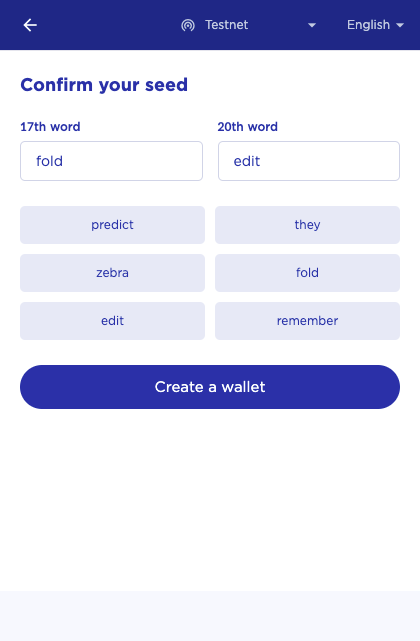 Testnet English
Confirm your seed
17th word 20th word
fold edit
predict they
zebra fold
edit remember
Create a wallet